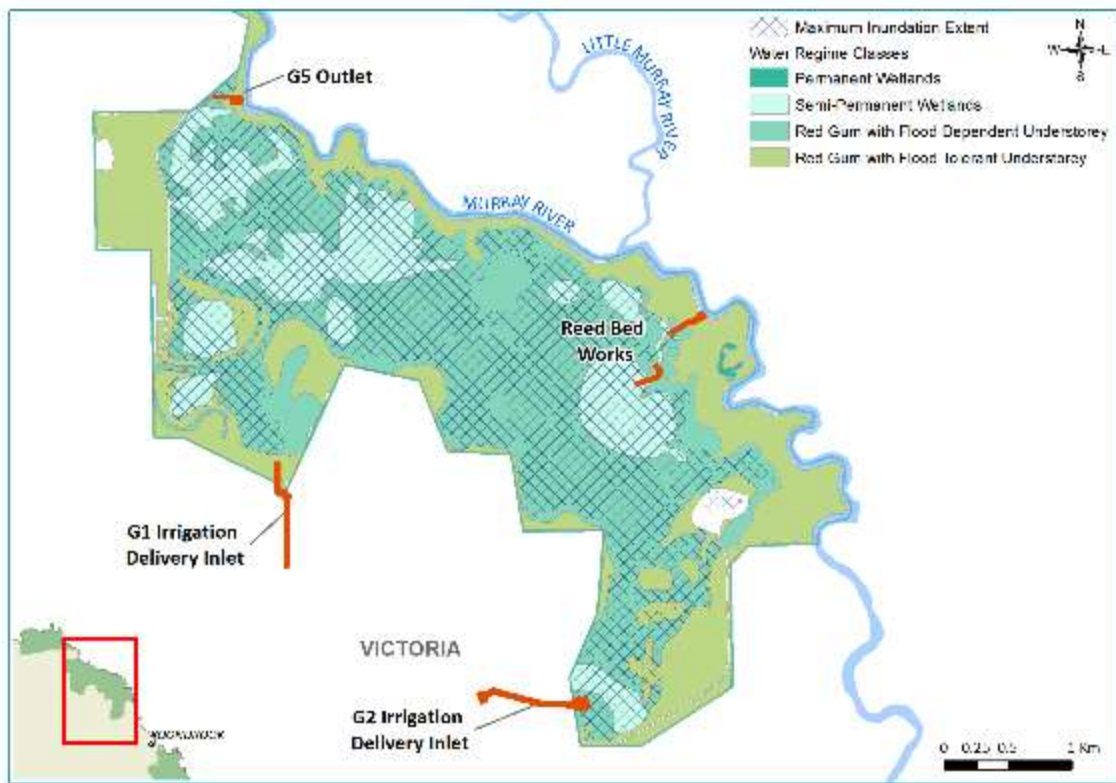 Maximum Inundation Extent
Water Regime Classes
Permanent Wetlands
Semi-Permanent Wetlands
Red Gum with Flood Dependent Understorey
Red Gum with Flood Tolerant Understorey
N
W
E
S
LITTLE MURRAY RIVER
G5 Outlet
MURRAY RIVER
Reed Bed
Works
G1 Irrigation
Delivery Inlet
VICTORIA
G2 Irrigation
Delivery Inlet
0 0.25 0.5 1 Km